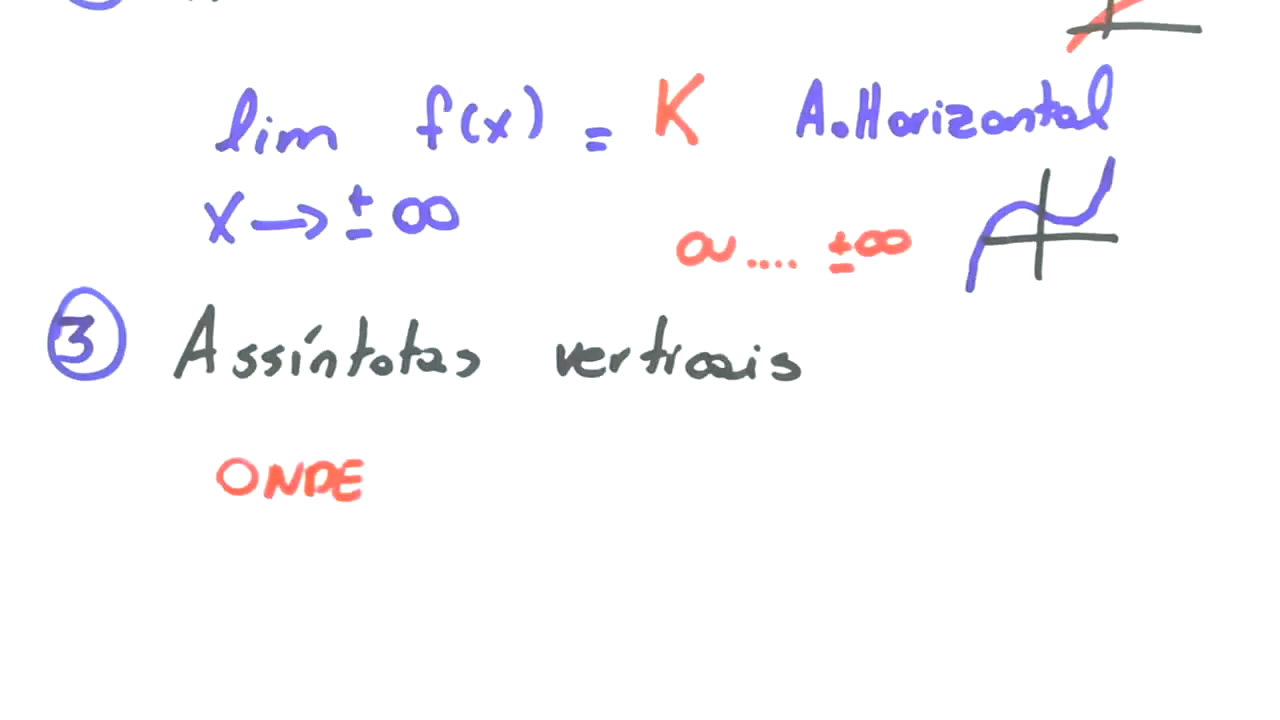 lim f(x) = K A. Horizontal
x → ± ∞
ou .... ± ∞
3 Assíntotas verticais
ONDE